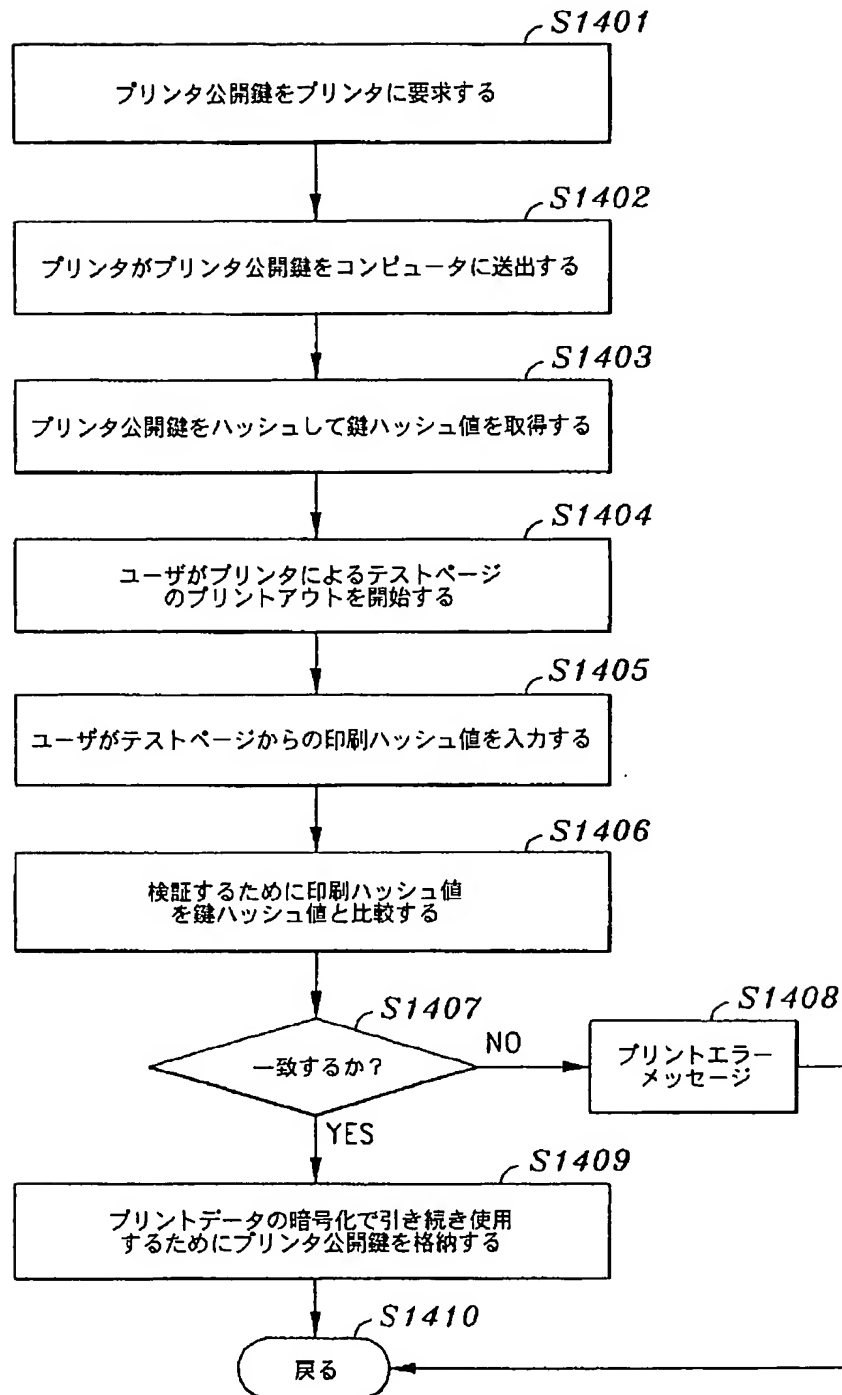 S1401
プリンタ公開鍵をプリンタに要求する
S1402
プリンタがプリンタ公開鍵をコンピュータに送出する
S1403
プリンタ公開鍵をハッシュして鍵ハッシュ値を取得する
S1404
ユーザがプリンタによるテストページ
のプリントアウトを開始する
S1405
ユーザがテストページからの印刷ハッシュ値を入力する
S1406
検証するために印刷ハッシュ値
を鍵ハッシュ値と比較する
S1407
一致するか?
NO
S1408
プリントエラー
メッセージ
YES
S1409
プリントデータの暗号化で引き続き使用
するためにプリンタ公開鍵を格納する
S1410
戻る